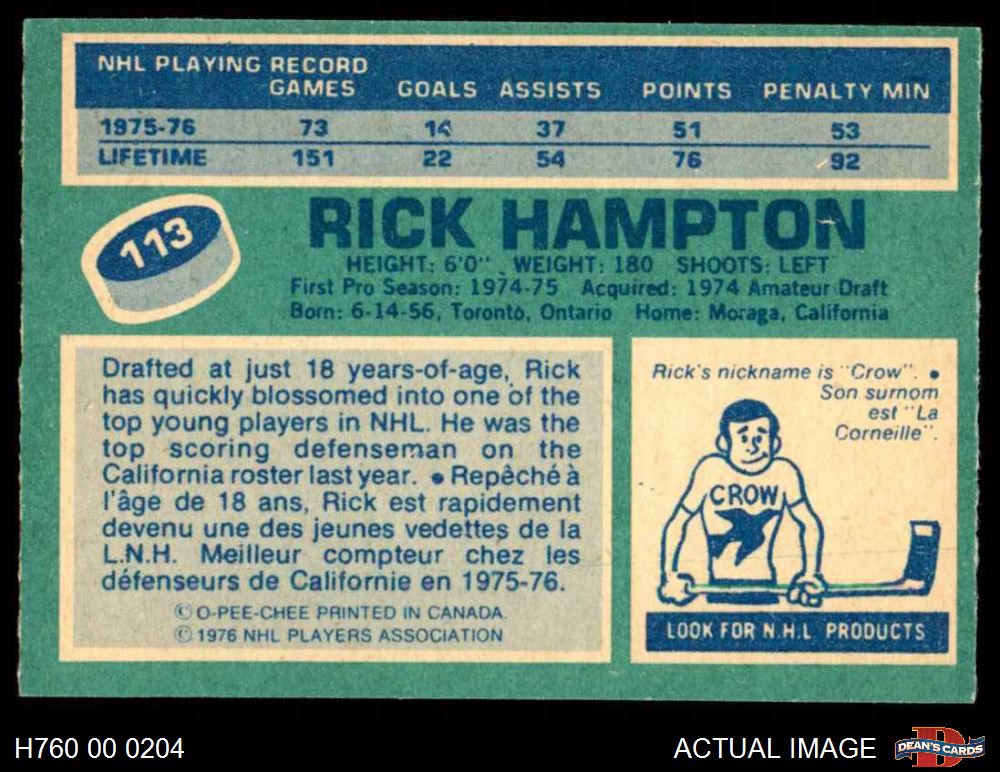 NHL PLAYING RECORD
GAMES GOALS ASSISTS POINTS PENALTY MIN
1975-76 73 14 37 51 53
LIFETIME 151 22 54 76 92
113
RICK HAMPTON
HEIGHT: 6'0" WEIGHT: 180 SHOOTS: LEFT
First Pro Season: 1974-75 Acquired: 1974 Amateur Draft
Born: 6-14-56, Toronto, Ontario Home: Moraga, California
Drafted at just 18 years-of-age, Rick
has quickly blossomed into one of the
top young players in NHL. He was the
top scoring defenseman on the
California roster last year. • Repêché à
l'âge de 18 ans, Rick est rapidement
devenu une des jeunes vedettes de la
L.N.H. Meilleur compteur chez les
défenseurs de Californie en 1975-76.
© O-PEE-CHEE PRINTED IN CANADA.
© 1976 NHL PLAYERS ASSOCIATION
Rick's nickname is "Crow". •
Son surnom
est "La
Corneille".
CROW
LOOK FOR N.H.L. PRODUCTS
H760 00 0204
ACTUAL IMAGE
D
DEAN'S CARDS